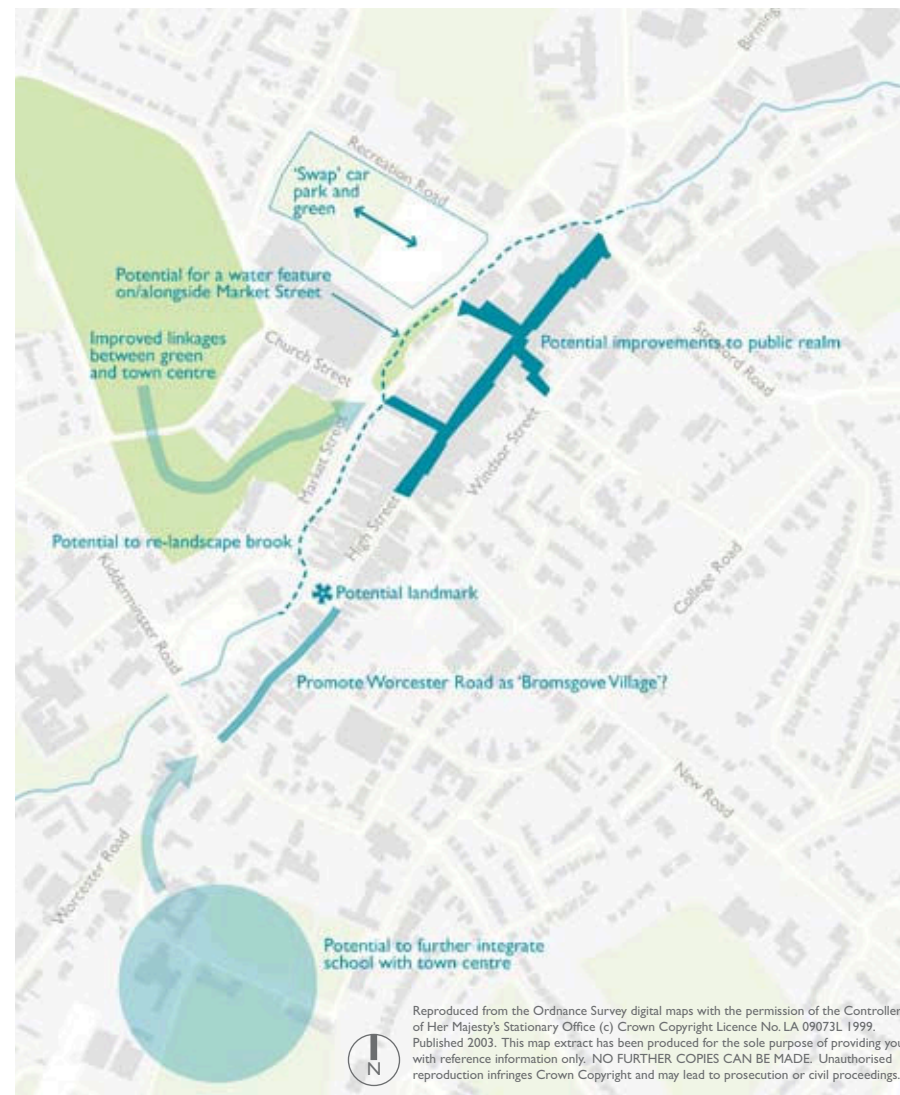 Birming
Recreation Road
'Swap' car
park and
green
Potential for a water feature
on/alongside Market Street
Improved linkages
between green
and town centre
Church Street
Potential improvements to public realm
Stratford Road
Market Street
Windsor Street
High Street
Potential to re-landscape brook
Kidderminster Road
College Road
Potential landmark
Promote Worcester Road as 'Bromsgove Village'?
New Road
Worcester Road
Potential to further integrate
school with town centre
N
Reproduced from the Ordnance Survey digital maps with the permission of the Controller
of Her Majesty's Stationary Office (c) Crown Copyright Licence No. LA 09073L 1999.
Published 2003. This map extract has been produced for the sole purpose of providing you
with reference information only. NO FURTHER COPIES CAN BE MADE. Unauthorised
reproduction infringes Crown Copyright and may lead to prosecution or civil proceedings.